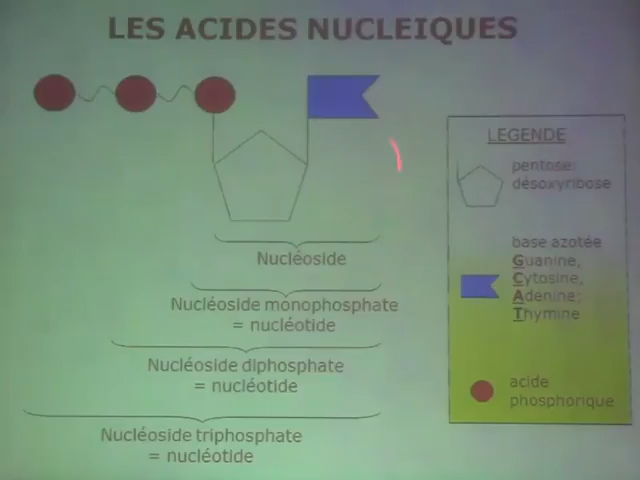 LES ACIDES NUCLEIQUES
Nucléoside
Nucléoside monophosphate
= nucléotide
Nucléoside diphosphate
= nucléotide
Nucléoside triphosphate
= nucléotide
LEGENDE
pentose:
désoxyribose
base azotée
Guanine,
Cytosine,
Adenine;
Thymine
acide
phosphorique